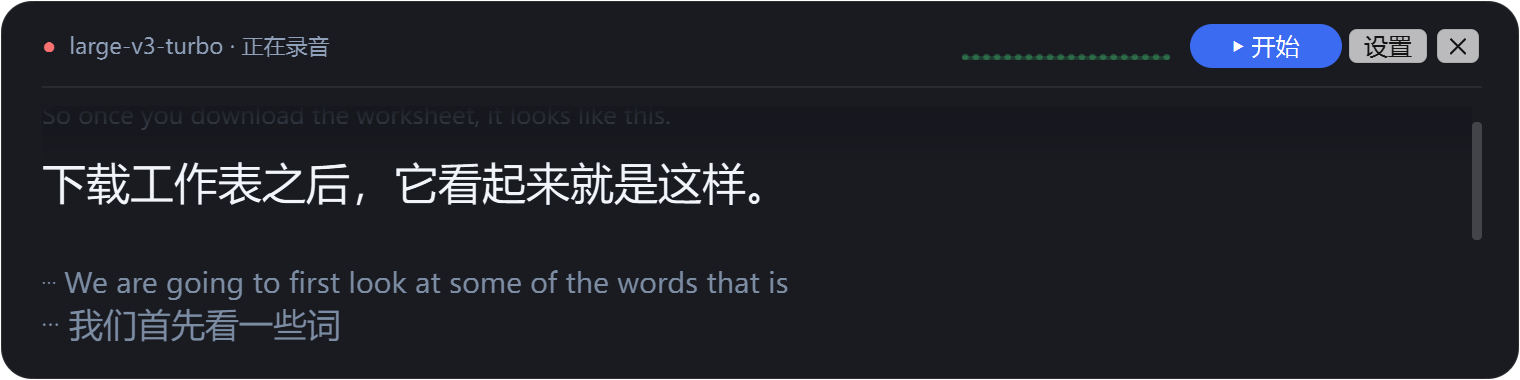 large-v3-turbo · 正在录音
▶ 开始
设置
×
So once you download the worksheet, it looks like this.
下载工作表之后，它看起来就是这样。
··· We are going to first look at some of the words that is
··· 我们首先看一些词